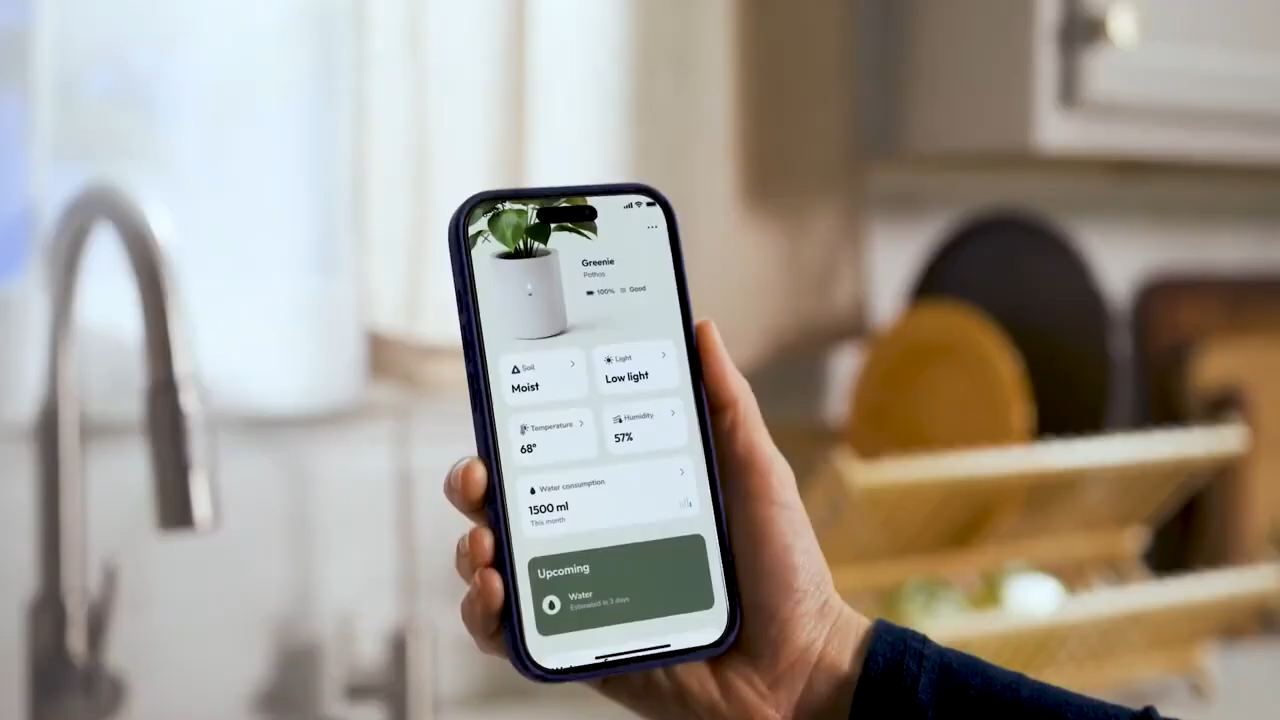 Greenie
Pothos
100% Good
Soil
Moist
Light
Low light
Temperature
68°
Humidity
57%
Water consumption
1500 ml
This month
Upcoming
Water
Estimated in 3 days